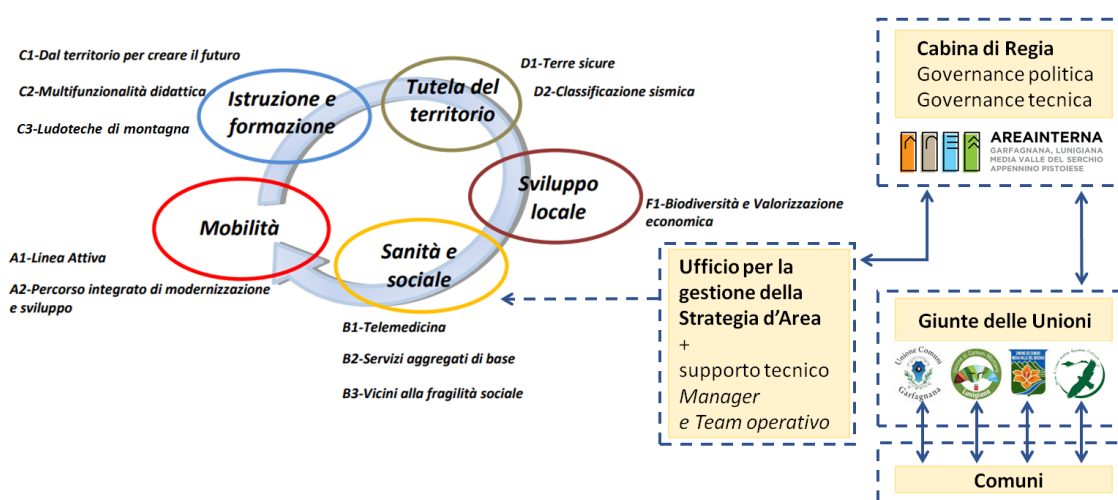 C1-Dal territorio per creare il futuro
C2-Multifunzionalità didattica
C3-Ludoteche di montagna
Istruzione e
formazione
Tutela del
territorio
D1-Terre sicure
D2-Classificazione sismica
Sviluppo
locale
F1-Biodiversità e Valorizzazione
economica
Mobilità
A1-Linea Attiva
A2-Percorso integrato di modernizzazione
e sviluppo
Sanità e
sociale
B1-Telemedicina
B2-Servizi aggregati di base
B3-Vicini alla fragilità sociale
Ufficio per la
gestione della
Strategia d'Area
+
supporto tecnico
Manager
e Team operativo
Cabina di Regia
Governance politica
Governance tecnica
AREAINTERNA
GARFAGNANA, LUNIGIANA
MEDIA VALLE DEL SERCHIO
APPENNINO PISTOIESE
Giunte delle Unioni
Unione Comuni
Garfagnana
Lunigiana
Comuni